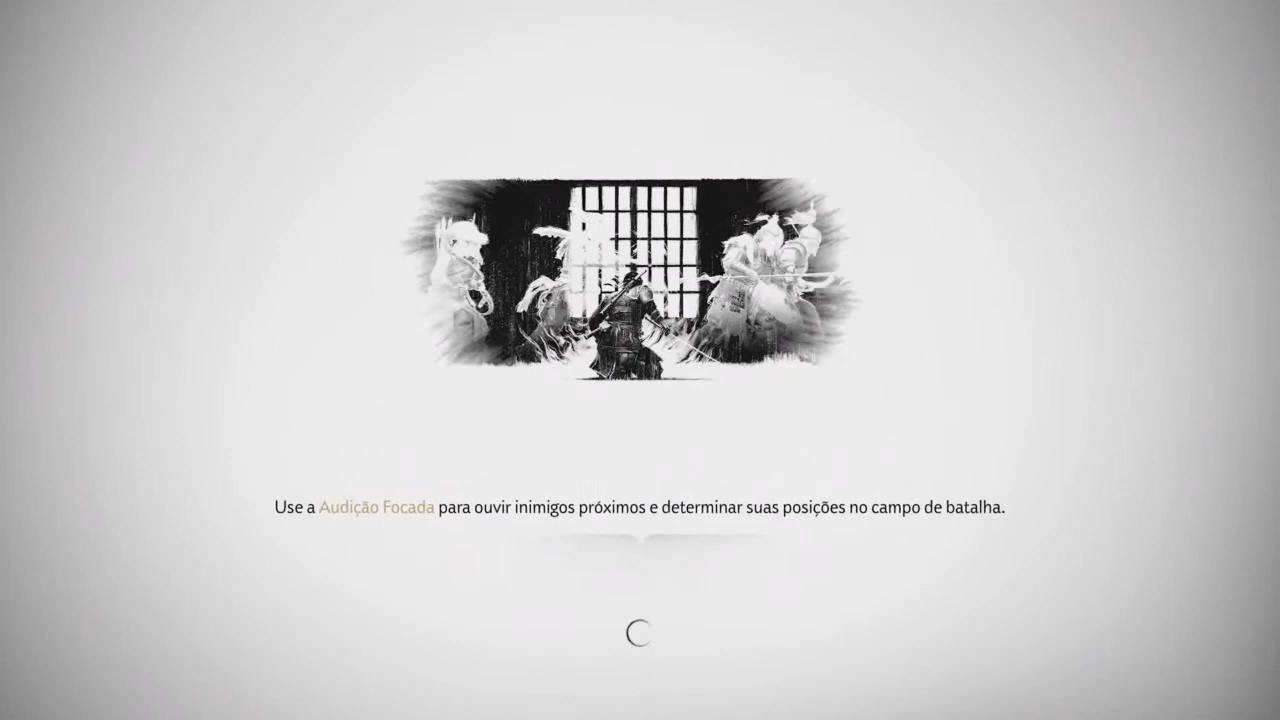 Use a Audição Focada para ouvir inimigos próximos e determinar suas posições no campo de batalha.